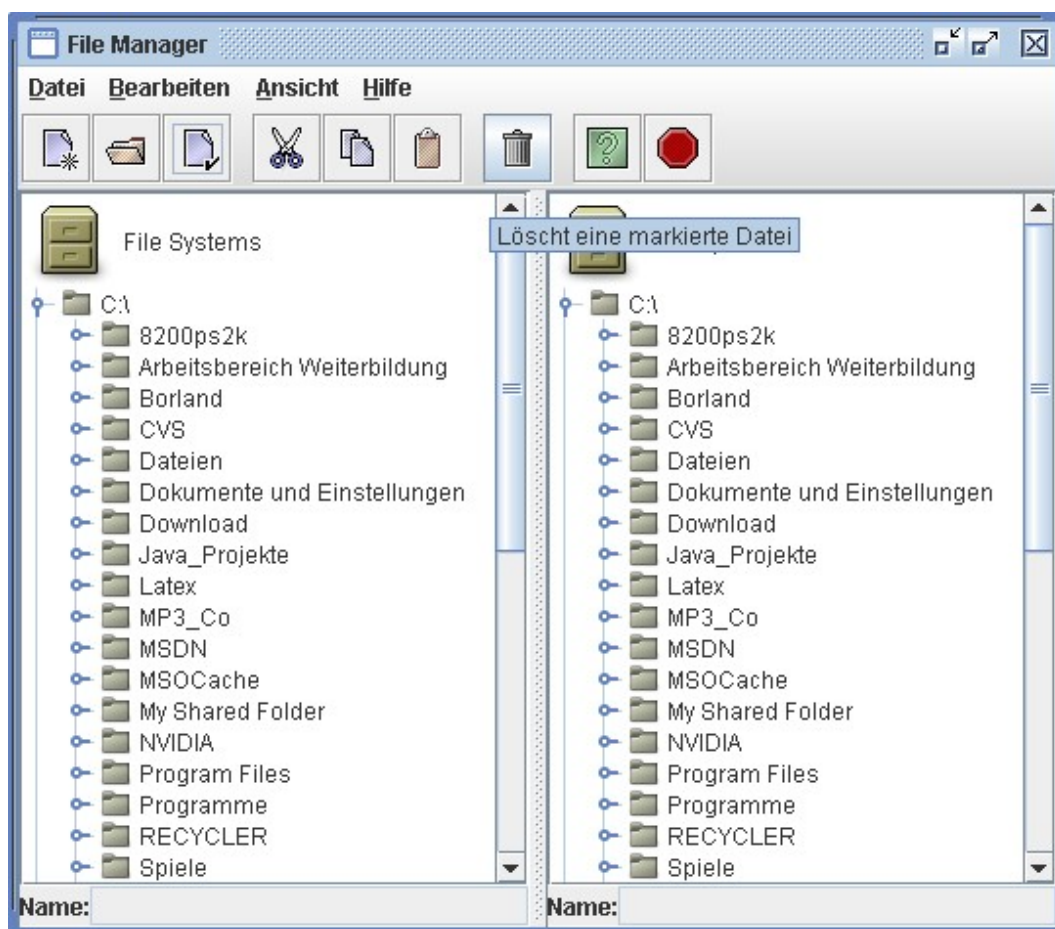 File Manager
Datei Bearbeiten Ansicht Hilfe
File Systems
Löscht eine markierte Datei
C:\
8200ps2k
Arbeitsbereich Weiterbildung
Borland
CVS
Dateien
Dokumente und Einstellungen
Download
Java_Projekte
Latex
MP3_Co
MSDN
MSOCache
My Shared Folder
NVIDIA
Program Files
Programme
RECYCLER
Spiele
Name:
C:\
8200ps2k
Arbeitsbereich Weiterbildung
Borland
CVS
Dateien
Dokumente und Einstellungen
Download
Java_Projekte
Latex
MP3_Co
MSDN
MSOCache
My Shared Folder
NVIDIA
Program Files
Programme
RECYCLER
Spiele
Name: